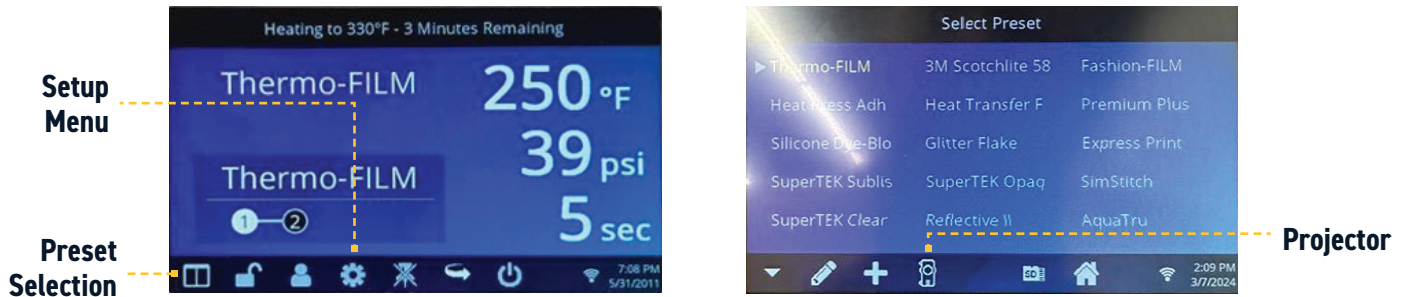 Setup
Menu
Preset
Selection
Heating to 330°F - 3 Minutes Remaining
Thermo-FILM
250 °F
39 psi
5 sec
Thermo-FILM
1 2
7:08 PM
5/31/2011
Select Preset
Thermo-FILM 3M Scotchlite 58 Fashion-FILM
Heat Press Adh Heat Transfer F Premium Plus
Silicone Dye-Blo Glitter Flake Express Print
SuperTEK Sublis SuperTEK Opaq SimStitch
SuperTEK Clear Reflective II AquaTru
SD
2:09 PM
3/7/2024
Projector